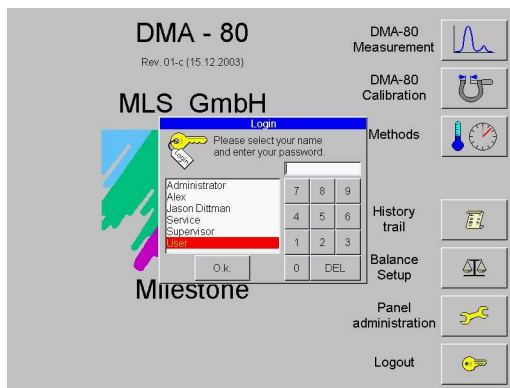 DMA - 80
Rev. 01-c (15.12.2003)
MLS GmbH
Milestone
Login
Please select your name
and enter your password.
Login
Administrator
Alex
Jason Dittman
Service
Supervisor
User
7 8 9
4 5 6
1 2 3
0 DEL
O.k.
DMA-80
Measurement
DMA-80
Calibration
Methods
History
trail
Balance
Setup
Panel
administration
Logout